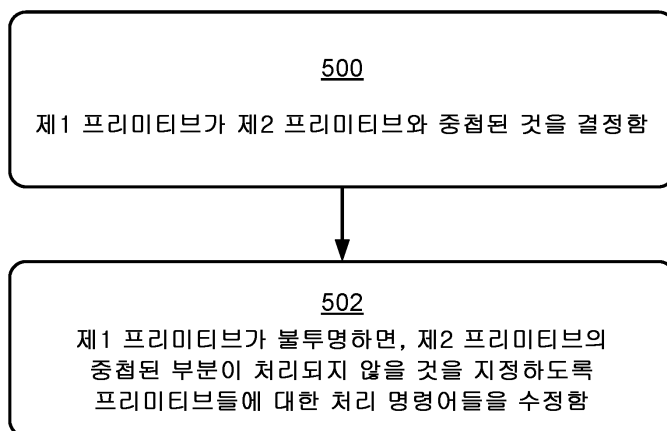 500
제1 프리미티브가 제2 프리미티브와 중첩된 것을 결정함
502
제1 프리미티브가 불투명하면, 제2 프리미티브의
중첩된 부분이 처리되지 않을 것을 지정하도록
프리미티브들에 대한 처리 명령어들을 수정함